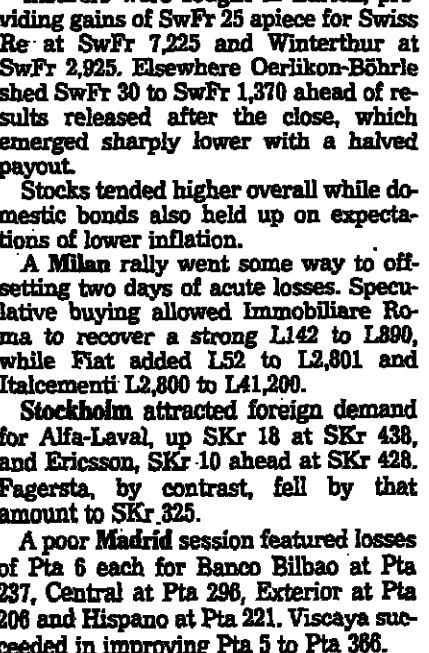 viding gains of SwFr 25 apiece for Swiss
Re at SwFr 7,225 and Winterthur at
SwFr 2,925. Elsewhere Oerlikon-Böhrle
shed SwFr 30 to SwFr 1,370 ahead of re-
sults released after the close, which
emerged sharply lower with a halved
payout.
Stocks tended higher overall while do-
mestic bonds also held up on expecta-
tions of lower inflation.
A Milan rally went some way to off-
setting two days of acute losses. Specu-
lative buying allowed Immobiliare Ro-
ma to recover a strong L142 to L890,
while Fiat added L52 to L2,801 and
Italcementi L2,800 to L41,200.
Stockholm attracted foreign demand
for Alfa-Laval, up SKr 18 at SKr 438,
and Ericsson, SKr 10 ahead at SKr 428.
Fagersta, by contrast, fell by that
amount to SKr 325.
A poor Madrid session featured losses
of Pta 6 each for Banco Bilbao at Pta
237, Central at Pta 296, Exterior at Pta
206 and Hispano at Pta 221. Viscaya suc-
ceeded in improving Pta 5 to Pta 366.